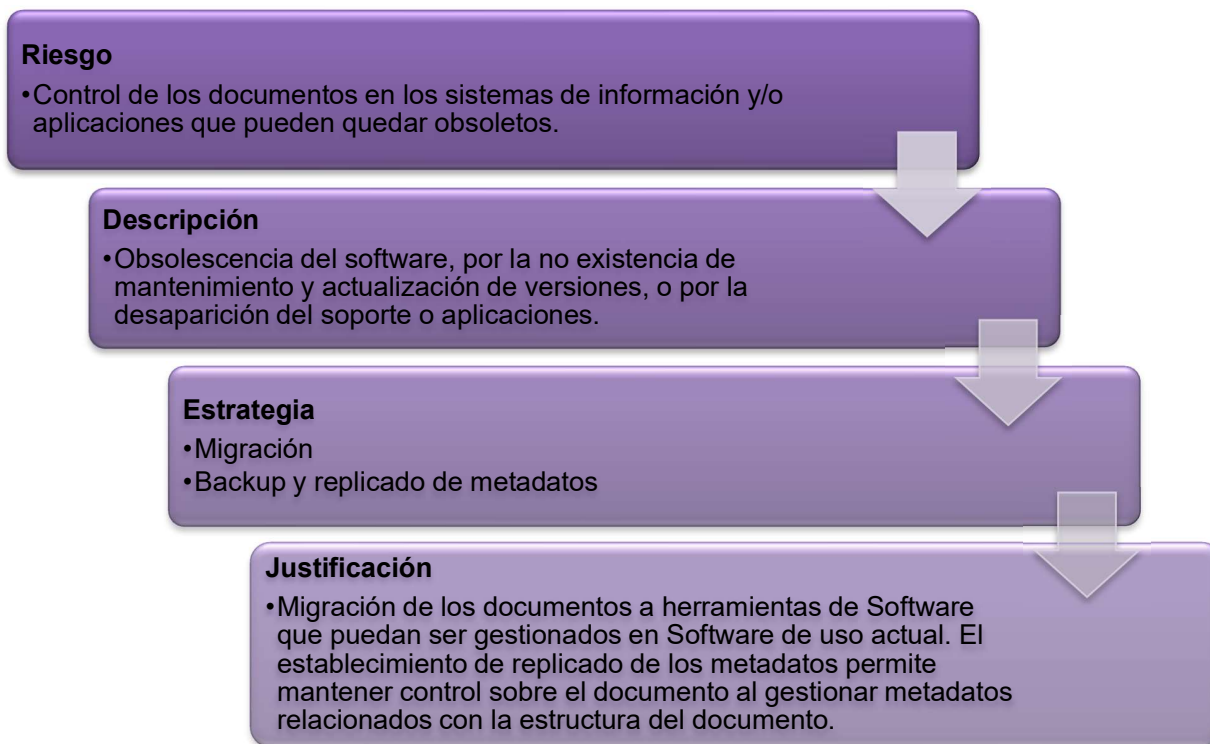 Riesgo
•Control de los documentos en los sistemas de información y/o
aplicaciones que pueden quedar obsoletos.
Descripción
•Obsolescencia del software, por la no existencia de
mantenimiento y actualización de versiones, o por la
desaparición del soporte o aplicaciones.
Estrategia
•Migración
•Backup y replicado de metadatos
Justificación
•Migración de los documentos a herramientas de Software
que puedan ser gestionados en Software de uso actual. El
establecimiento de replicado de los metadatos permite
mantener control sobre el documento al gestionar metadatos
relacionados con la estructura del documento.